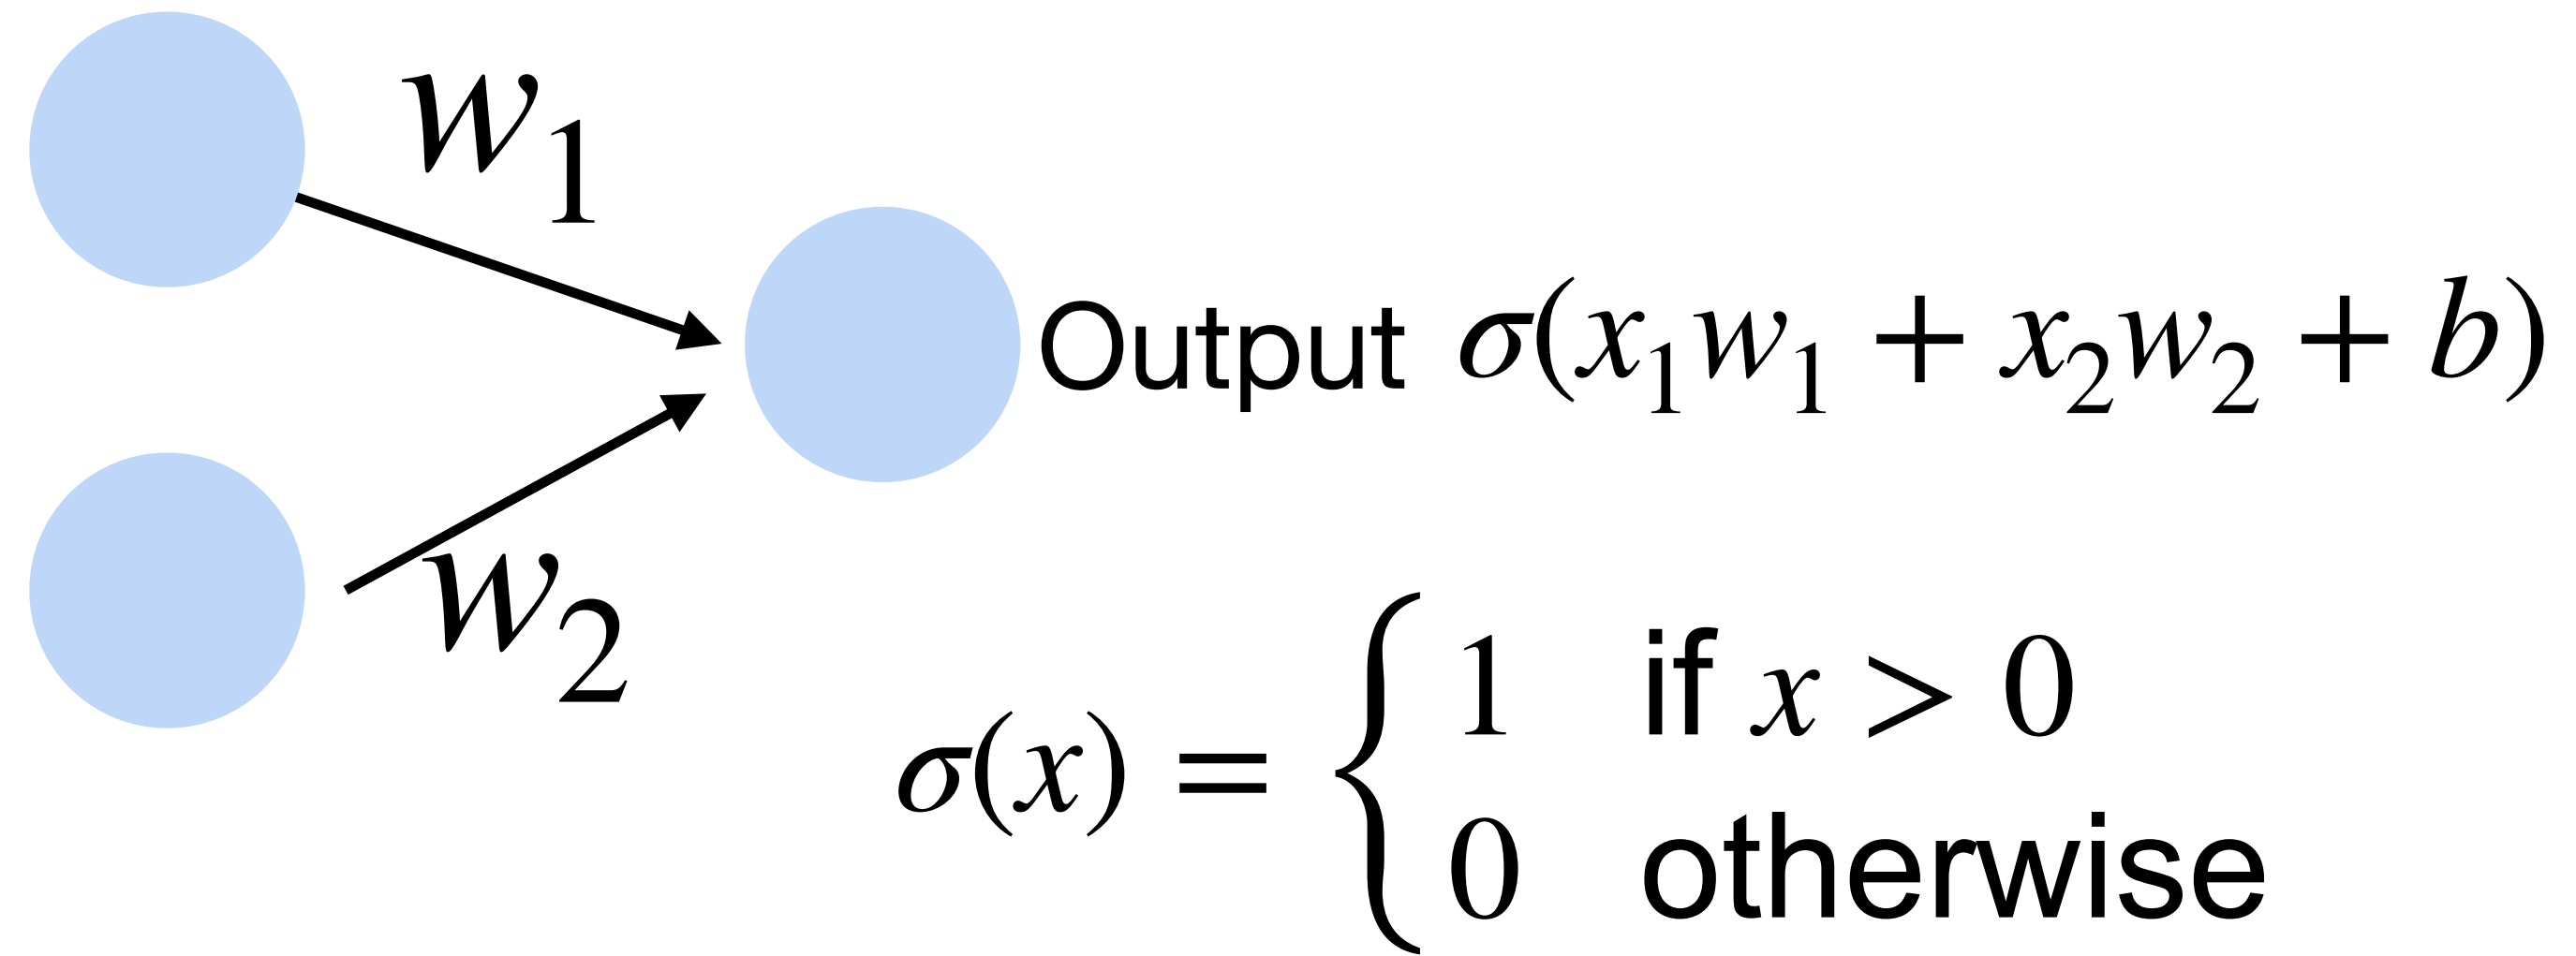 w₁
Output σ(x₁w₁ + x₂w₂ + b)
w₂
σ(x) = { 1 if x > 0
0 otherwise